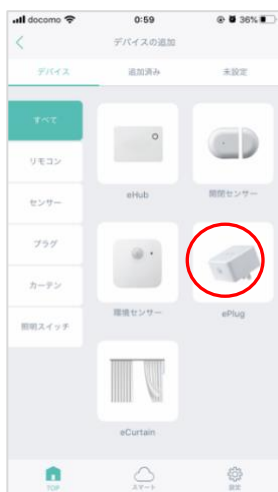 docomo 0:59 36%
デバイスの追加
デバイス 追加済み 未設定
すべて
リモコン
センサー
プラグ
カーテン
照明スイッチ
eHub
開閉センサー
環境センサー
ePlug
eCurtain
TOP スマート 設定